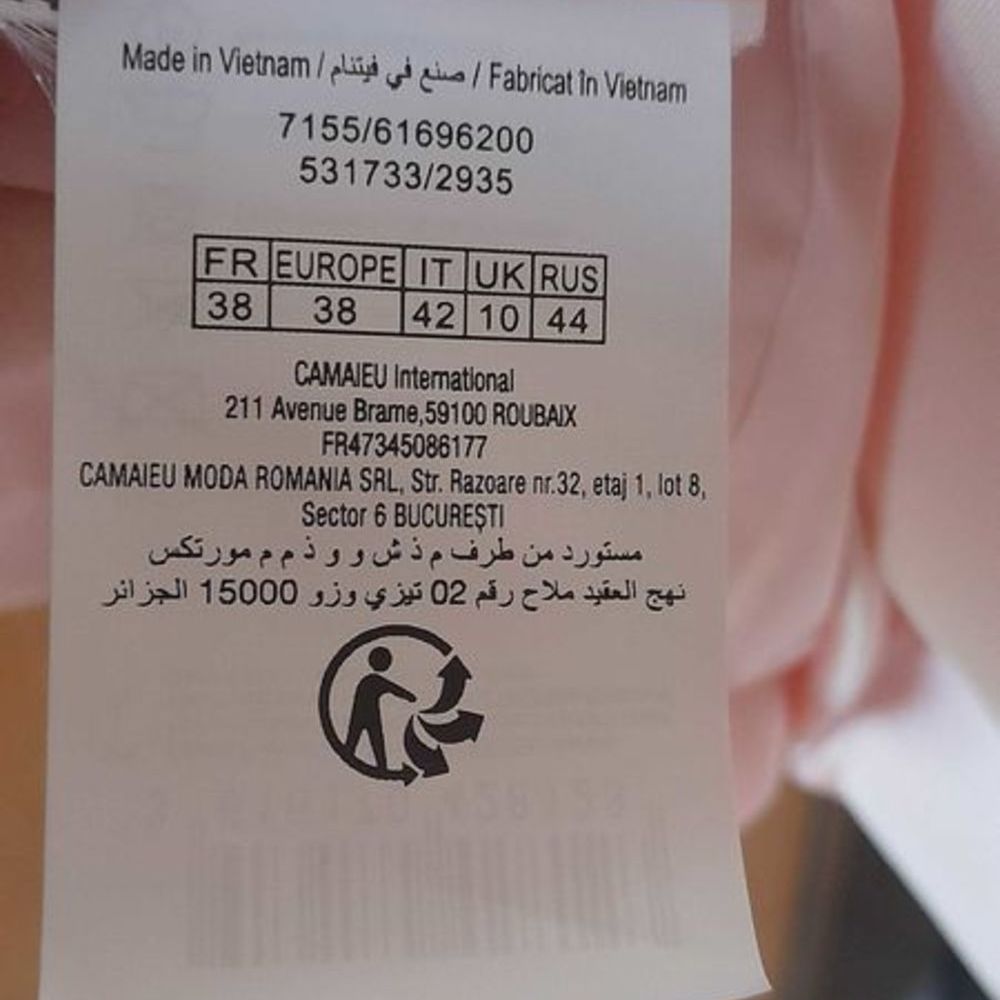 Made in Vietnam / صنع في فيتنام / Fabricat în Vietnam
7155/61696200
531733/2935
FR EUROPE IT UK RUS
38 38 42 10 44
CAMAIEU International
211 Avenue Brame,59100 ROUBAIX
FR47345086177
CAMAIEU MODA ROMANIA SRL, Str. Razoare nr.32, etaj 1, lot 8,
Sector 6 BUCUREŞTI
مستورد من طرف م ذ ش و و ذ م م مورتكس
نهج العقيد ملاح رقم 02 تيزي وزو 15000 الجزائر